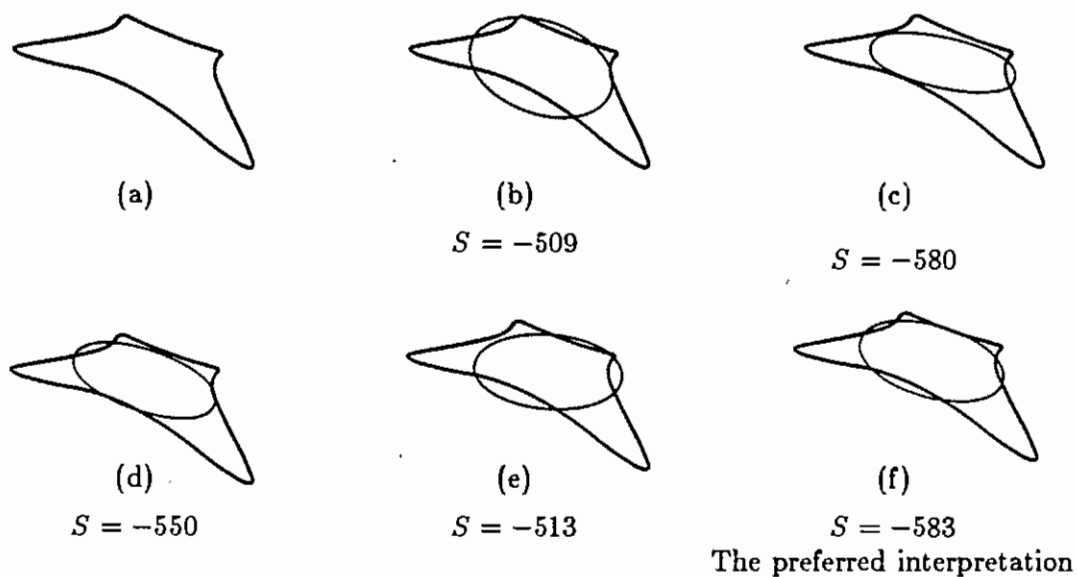 (a)
(b)
(c)
S = −509
S = −580
(d)
(e)
(f)
S = −550
S = −513
S = −583
The preferred interpretation